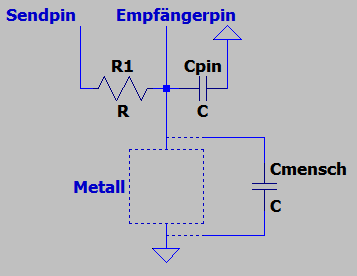 Sendpin
Empfängerpin
R1
R
Cpin
C
Metall
Cmensch
C